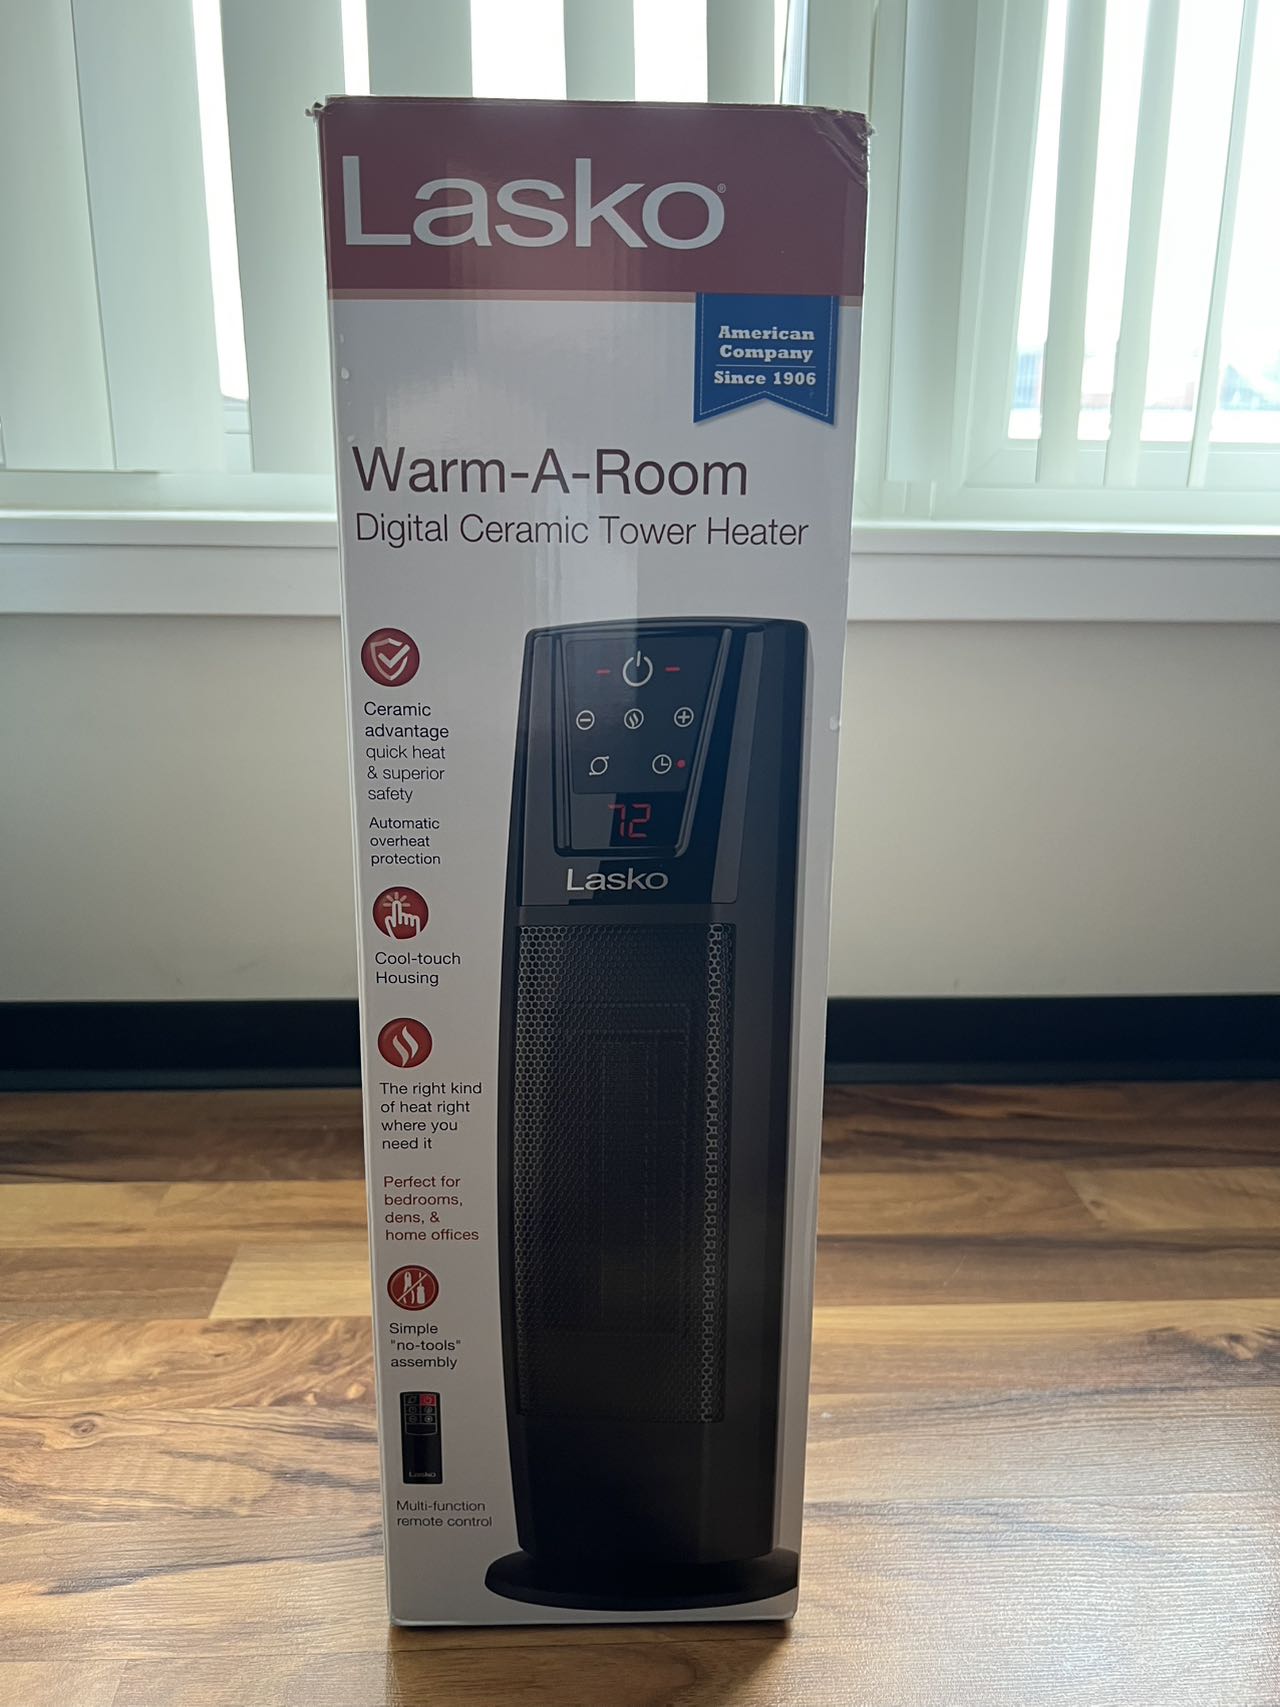 Lasko®
American
Company
Since 1906
Warm-A-Room
Digital Ceramic Tower Heater
Ceramic
advantage
quick heat
& superior
safety
Automatic
overheat
protection
Cool-touch
Housing
The right kind
of heat right
where you
need it
Perfect for
bedrooms,
dens, &
home offices
Simple
"no-tools"
assembly
Lasko
Multi-function
remote control
72
Lasko